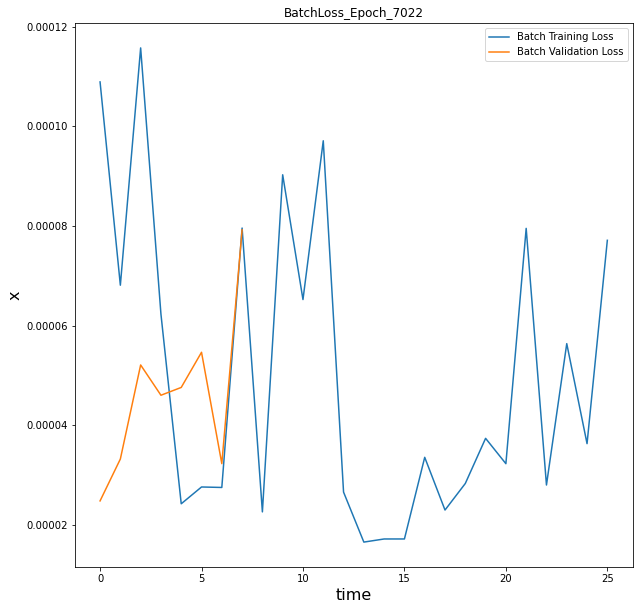 BatchLoss_Epoch_7022
Batch Training Loss
Batch Validation Loss
0.00012
0.00010
0.00008
0.00006
0.00004
0.00002
x
0 5 10 15 20 25
time